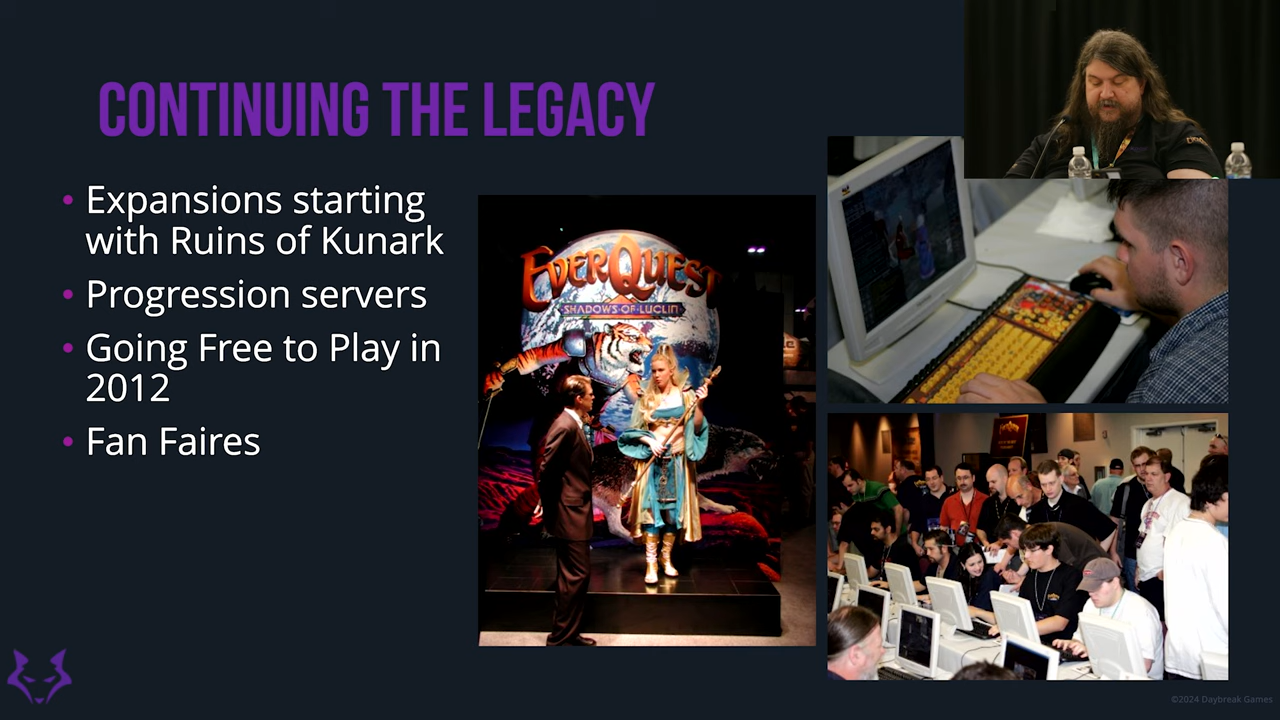 CONTINUING THE LEGACY
• Expansions starting
with Ruins of Kunark
• Progression servers
• Going Free to Play in
2012
• Fan Faires
EVERQUEST
SHADOWS OF LUCLIN
©2024 Daybreak Games